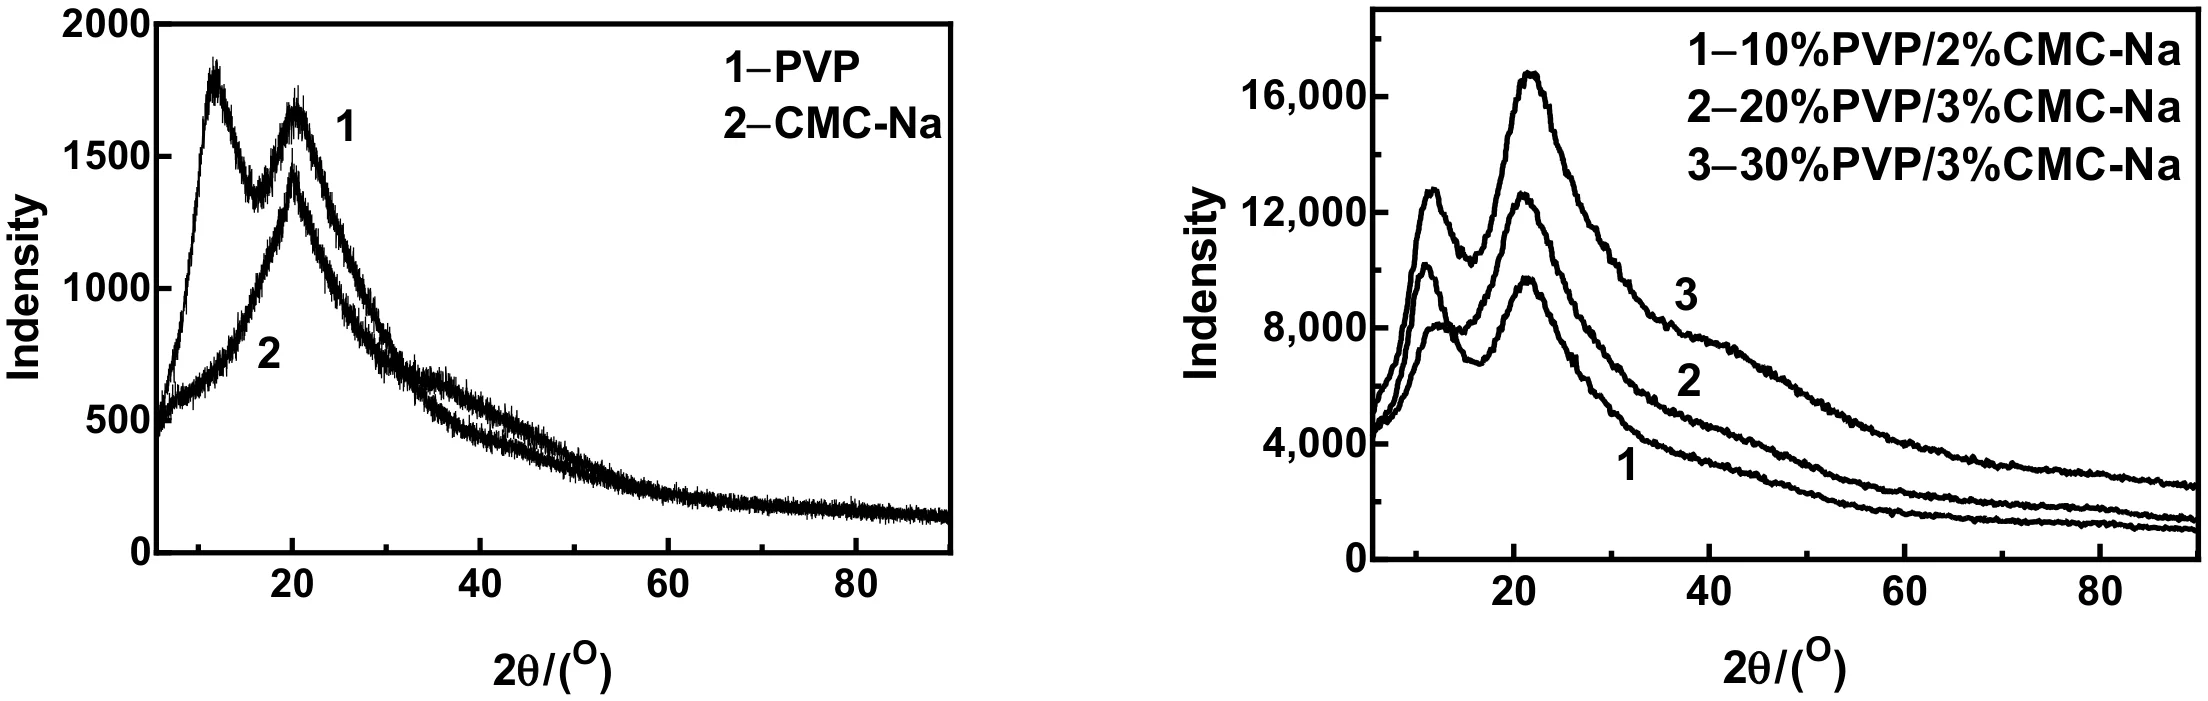 2000
1500
1000
500
0
Indensity
1–PVP
2–CMC-Na
1
2
20
40
60
80
2θ/(O)
16,000
12,000
8,000
4,000
0
Indensity
1–10%PVP/2%CMC-Na
2–20%PVP/3%CMC-Na
3–30%PVP/3%CMC-Na
3
2
1
20
40
60
80
2θ/(O)